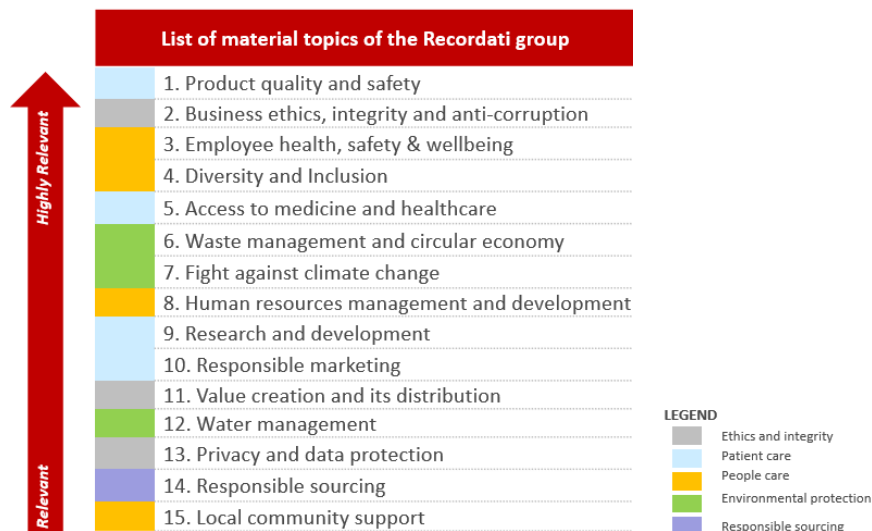 List of material topics of the Recordati group
Highly Relevant
Relevant
1. Product quality and safety
2. Business ethics, integrity and anti-corruption
3. Employee health, safety & wellbeing
4. Diversity and Inclusion
5. Access to medicine and healthcare
6. Waste management and circular economy
7. Fight against climate change
8. Human resources management and development
9. Research and development
10. Responsible marketing
11. Value creation and its distribution
12. Water management
13. Privacy and data protection
14. Responsible sourcing
15. Local community support
LEGEND
Ethics and integrity
Patient care
People care
Environmental protection
Responsible sourcing